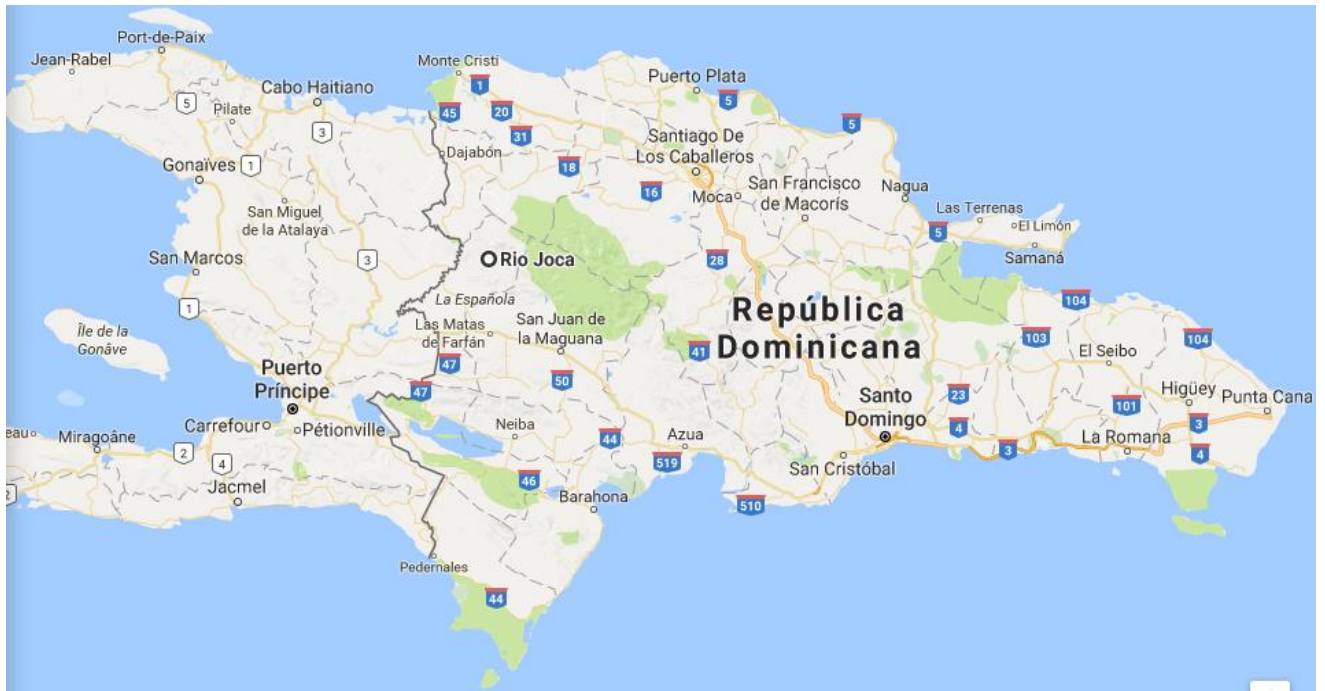 Port-de-Paix
Jean-Rabel
Monte Cristi
Puerto Plata
Cabo Haitiano
1
5
5
Pilate
45
20
5
3
31
Santiago De
Los Caballeros
Dajabón
Gonaïves
1
18
16
Moca
San Francisco
de Macorís
Nagua
San Miguel
de la Atalaya
Las Terrenas
El Limón
5
Samaná
San Marcos
3
Rio Joca
28
1
La Española
República
Dominicana
104
Île de la
Gonâve
Las Matas
de Farfán
San Juan de
la Maguana
103
104
41
El Seibo
47
Puerto
Príncipe
47
50
Santo
Domingo
23
Higüey
Punta Cana
101
Carrefour
Pétionville
Neiba
44
Azua
4
3
eau
Miragoâne
2
4
519
San Cristóbal
3
La Romana
4
Jacmel
46
Barahona
510
2
Pedernales
44